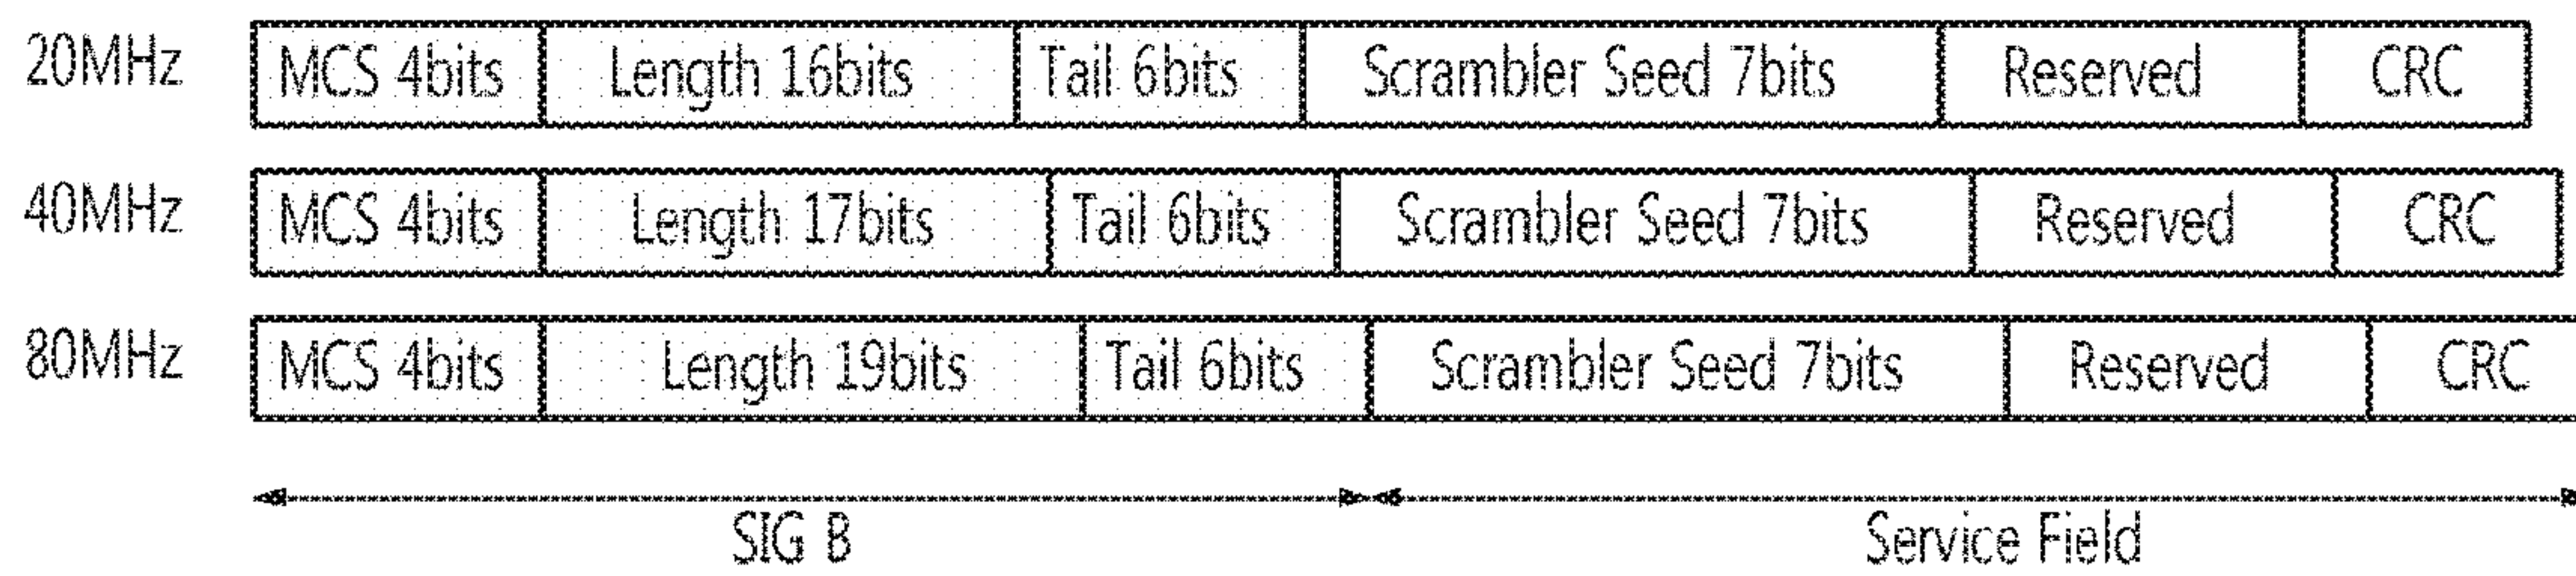 20MHz MCS 4bits Length 16bits Tail 6bits Scrambler Seed 7bits Reserved CRC
40MHz MCS 4bits Length 17bits Tail 6bits Scrambler Seed 7bits Reserved CRC
80MHz MCS 4bits Length 19bits Tail 6bits Scrambler Seed 7bits Reserved CRC
SIG B Service Field